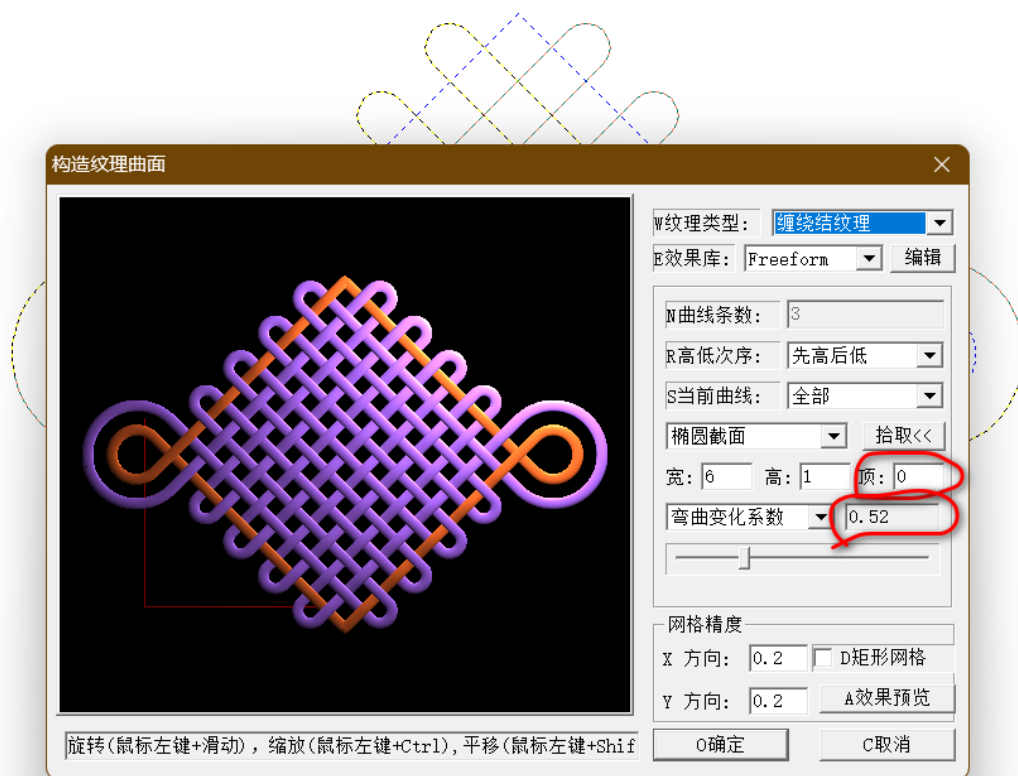 构造纹理曲面
W纹理类型: 缠绕结纹理
E效果库: Freeform 编辑
N曲线条数: 3
R高低次序: 先高后低
S当前曲线: 全部
椭圆截面 拾取<<
宽: 6 高: 1 顶: 0
弯曲变化系数 0.52
网格精度
X 方向: 0.2 D矩形网格
Y 方向: 0.2 A效果预览
旋转(鼠标左键+滑动), 缩放(鼠标左键+Ctrl), 平移(鼠标左键+Shif
O确定 C取消